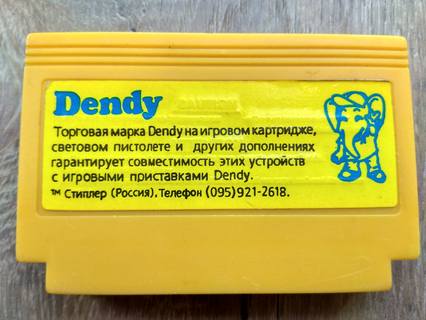 Dendy
Торговая марка Dendy на игровом картридже,
световом пистолете и других дополнениях
гарантирует совместимость этих устройств
с игровыми приставками Dendy.
™ Стиплер (Россия). Телефон (095)921-2618.